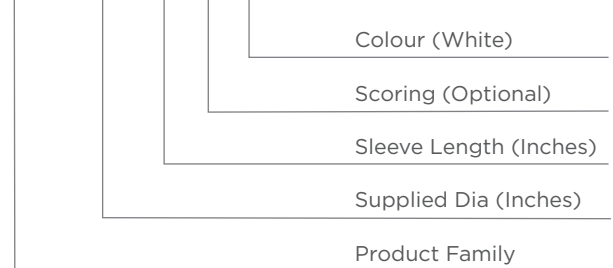 Colour (White)
Scoring (Optional)
Sleeve Length (Inches)
Supplied Dia (Inches)
Product Family